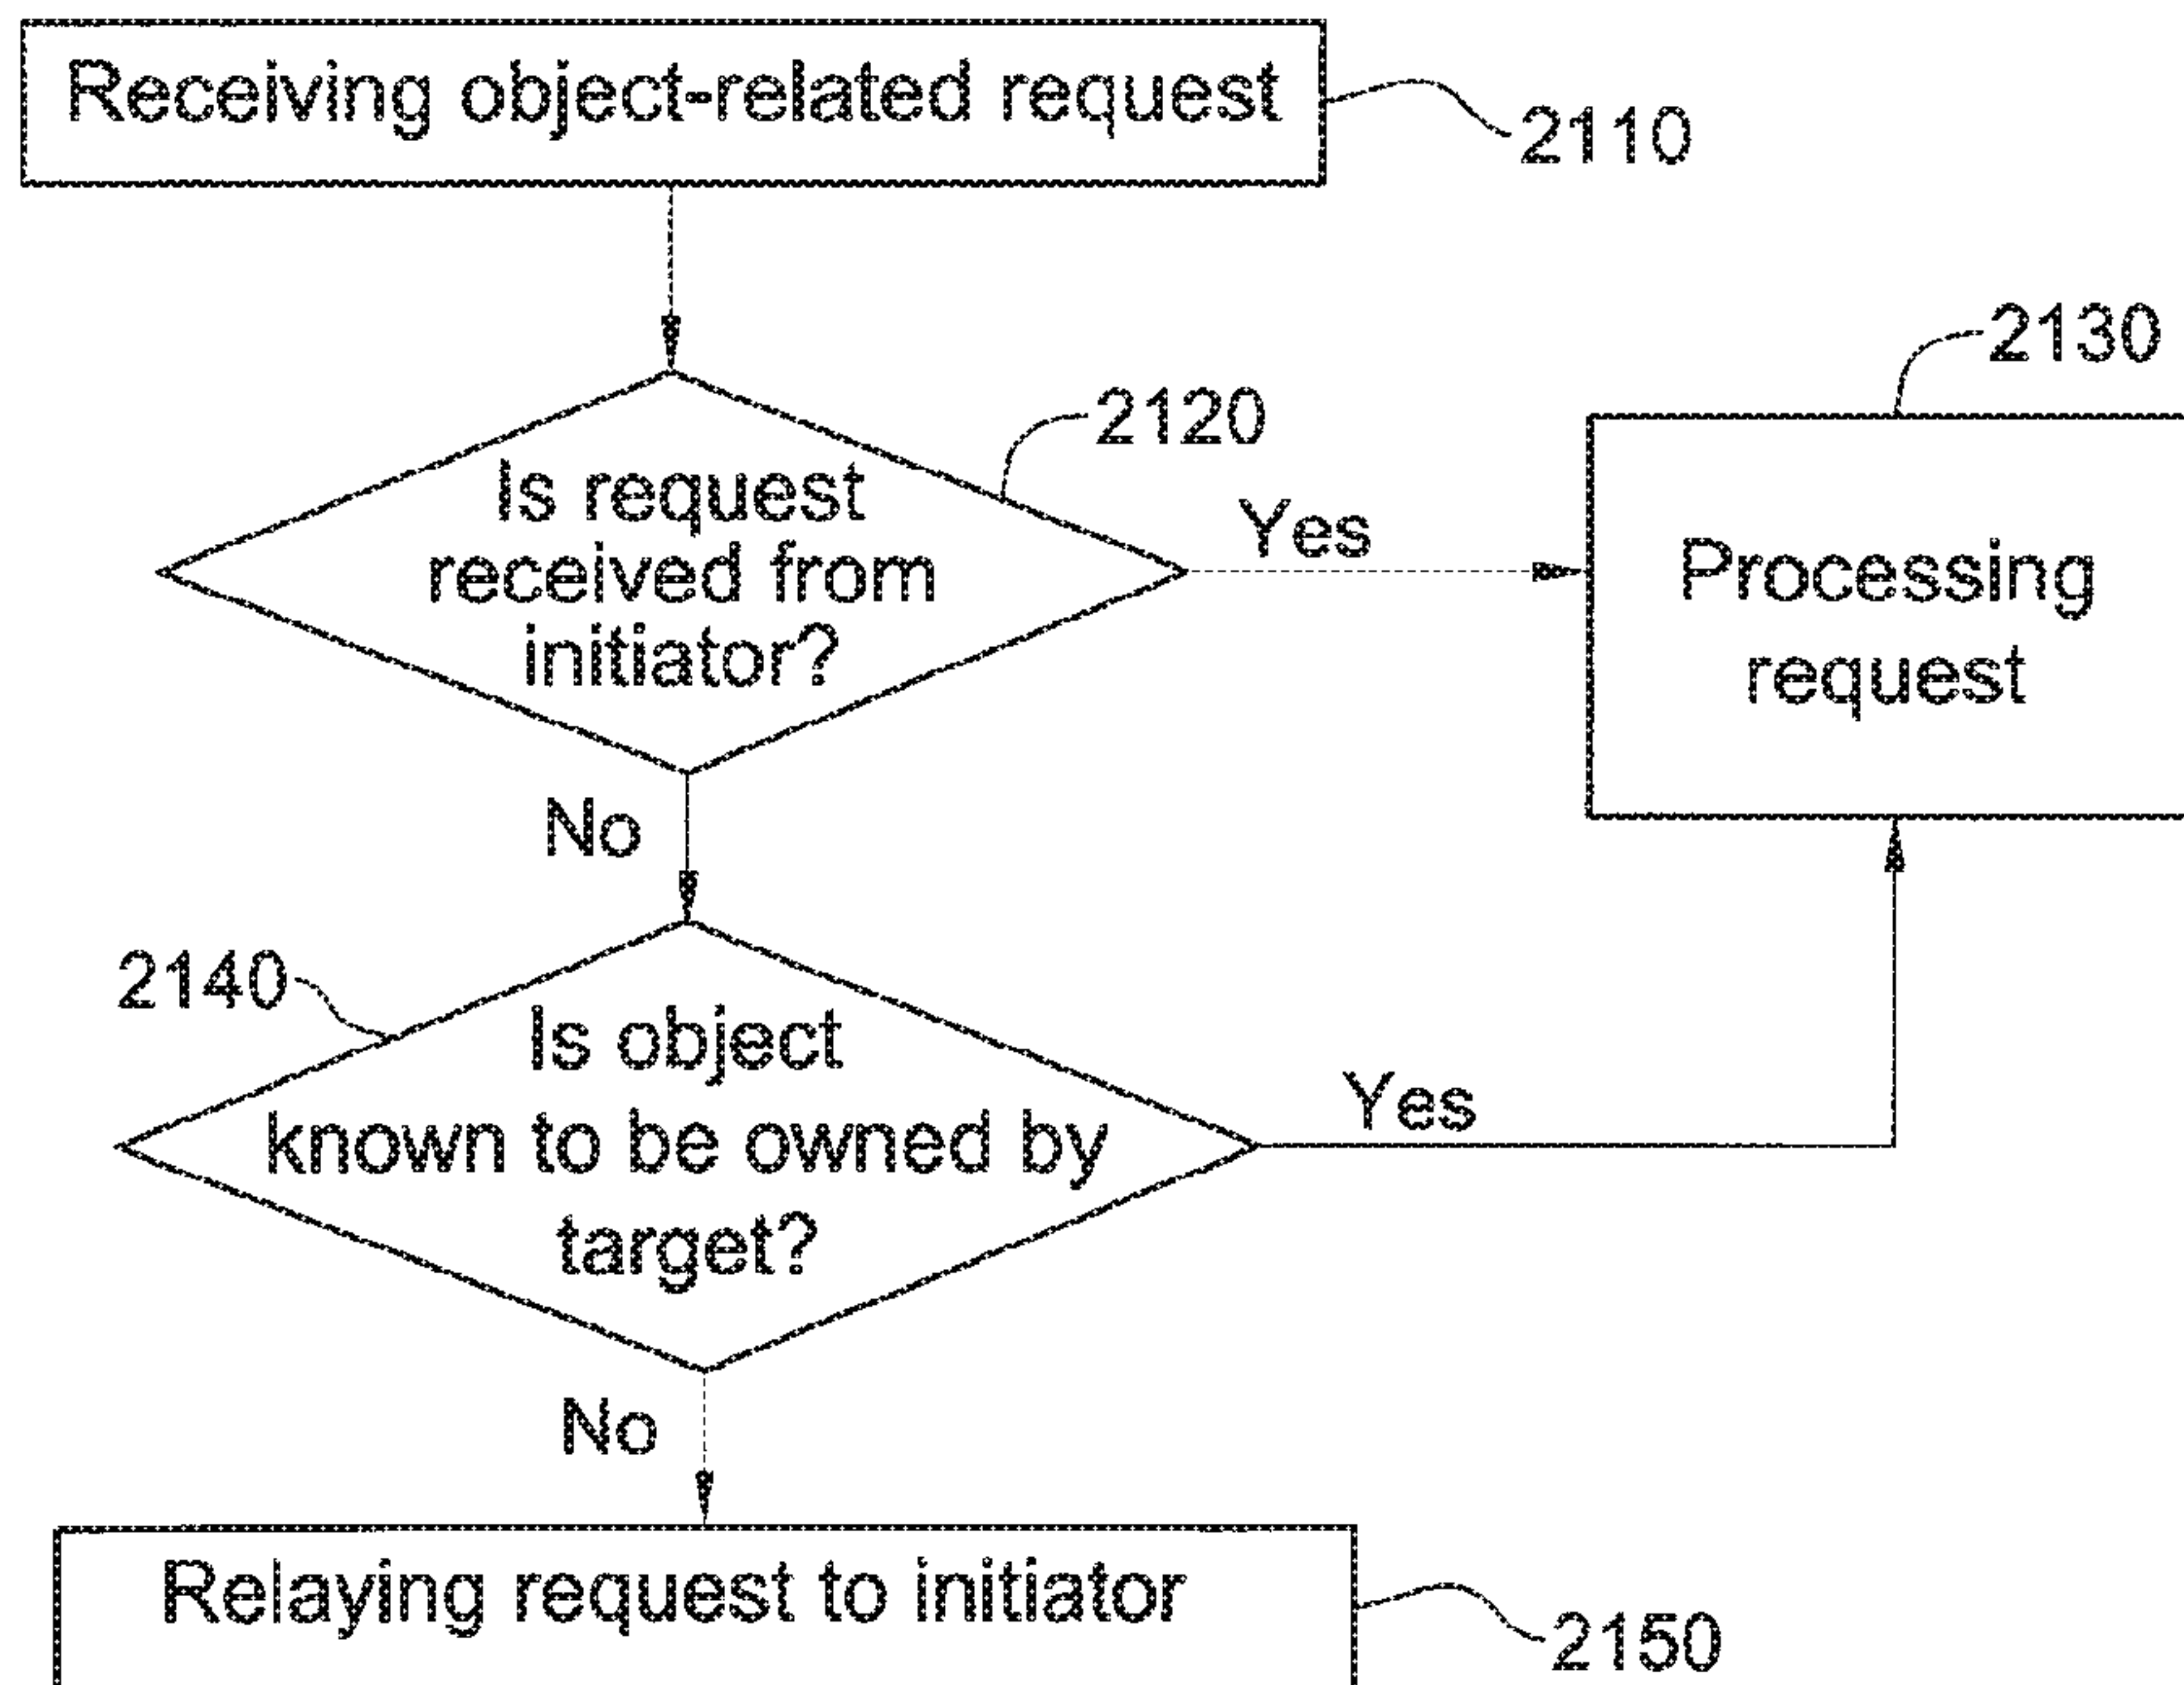 Receiving object-related request
2110
2130
2120
Is request
received from
initiator?
Yes
Processing
request
No
2140
Is object
known to be owned by
target?
Yes
No
Relaying request to initiator
2150